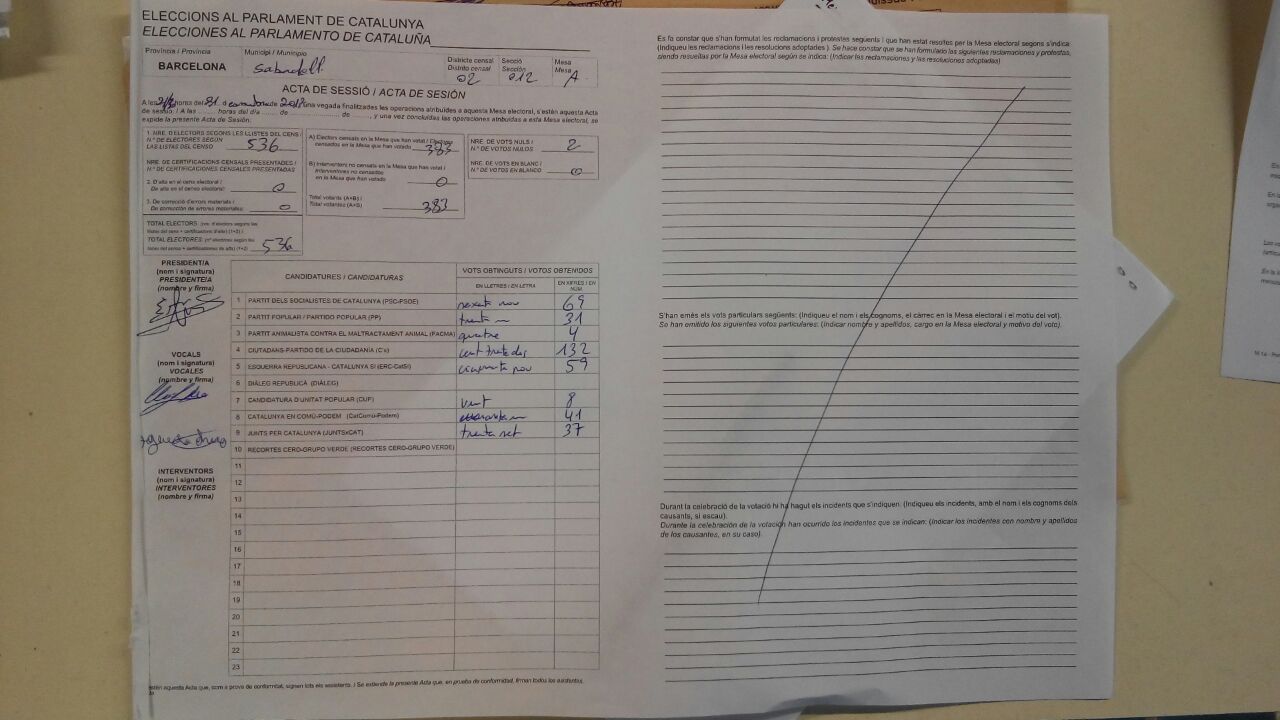 ELECCIONS AL PARLAMENT DE CATALUNYA
ELECCIONES AL PARLAMENTO DE CATALUÑA
Província / Provincia
BARCELONA
Municipi / Municipio
Sabadell
Districte censal
Distrito censal
02
Secció
Sección
012
Mesa
Mesa
A
ACTA DE SESSIÓ / ACTA DE SESIÓN
A les hores del 21 d de 2017 una vegada finalitzades les operacions atribuïdes a aquesta Mesa electoral, s'estén aquesta Acta
de sessió. / A las ........ horas del día ........ de ........ de ........, y una vez concluidas las operaciones atribuidas a esta Mesa electoral, se
expide la presente Acta de Sesión:
1. NRE. D'ELECTORS SEGONS LES LLISTES DEL CENS /
N.º DE ELECTORES SEGÚN
LAS LISTAS DEL CENSO 536
NRE. DE CERTIFICACIONS CENSALS PRESENTADES /
N.º DE CERTIFICACIONES CENSALES PRESENTADAS
2. D'alta en el cens electoral /
De alta en el censo electoral: 0
3. De correcció d'errors materials /
De corrección de errores materiales: 0
TOTAL ELECTORS: (nre. d'electors segons les
llistes del cens + certificacions d'alta) (1+2) /
TOTAL ELECTORES: (nº electores según las
listas del censo + certificaciones de alta) (1+2) 536
A) Electors censats en la Mesa que han votat / Electores
censados en la Mesa que han votado 383
B) Interventors no censats en la Mesa que han votat /
Interventores no censados
en la Mesa que han votado 0
Total votants (A+B) /
Total votantes (A+B) 383
NRE. DE VOTS NULS /
N.º DE VOTOS NULOS 2
NRE. DE VOTS EN BLANC /
N.º DE VOTOS EN BLANCO 0
PRESIDENT/A
(nom i signatura)
PRESIDENTE/A
(nombre y firma)
VOCALS
(nom i signatura)
VOCALES
(nombre y firma)
INTERVENTORS
(nom i signatura)
INTERVENTORES
(nombre y firma)
CANDIDATURES / CANDIDATURAS
VOTS OBTINGUTS / VOTOS OBTENIDOS
EN LLETRES / EN LETRA
EN XIFRES / EN
NÚM.
1 PARTIT DELS SOCIALISTES DE CATALUNYA (PSC-PSOE) seixanta nou 69
2 PARTIT POPULAR / PARTIDO POPULAR (PP) trenta u 31
3 PARTIT ANIMALISTA CONTRA EL MALTRACTAMENT ANIMAL (PACMA) quatre 4
4 CIUTADANS-PARTIDO DE LA CIUDADANÍA (C's) cent trenta dos 132
5 ESQUERRA REPUBLICANA - CATALUNYA SÍ (ERC-CatSí) cinquanta nou 59
6 DIÀLEG REPUBLICÀ (DIÀLEG)
7 CANDIDATURA D'UNITAT POPULAR (CUP) vuit 8
8 CATALUNYA EN COMÚ-PODEM (CatComú-Podem) 41
9 JUNTS PER CATALUNYA (JUNTSxCAT) trenta set 37
10 RECORTES CERO-GRUPO VERDE (RECORTES CERO-GRUPO VERDE)
11
12
13
14
15
16
17
18
19
20
21
22
23
estén aquesta Acta que, com a prova de conformitat, signen tots els assistents. / Se extiende la presente Acta que, en prueba de conformidad, firman todos los asistentes.
Es fa constar que s'han formulat les reclamacions i protestes següents i que han estat resoltes per la Mesa electoral segons s'indica:
(Indiqueu les reclamacions i les resolucions adoptades ). Se hace constar que se han formulado las siguientes reclamaciones y protestas,
siendo resueltas por la Mesa electoral según se indica: (Indicar las reclamaciones y las resoluciones adoptadas)
S'han emès els vots particulars següents: (Indiqueu el nom i els cognoms, el càrrec en la Mesa electoral i el motiu del vot).
Se han emitido los siguientes votos particulares: (Indicar nombre y apellidos, cargo en la Mesa electoral y motivo del voto).
Durant la celebració de la votació hi ha hagut els incidents que s'indiquen: (Indiqueu els incidents, amb el nom i els cognoms dels
causants, si escau).
Durante la celebración de la votación han ocurrido los incidentes que se indican: (Indicar los incidentes con nombre y apellidos
de los causantes, en su caso).